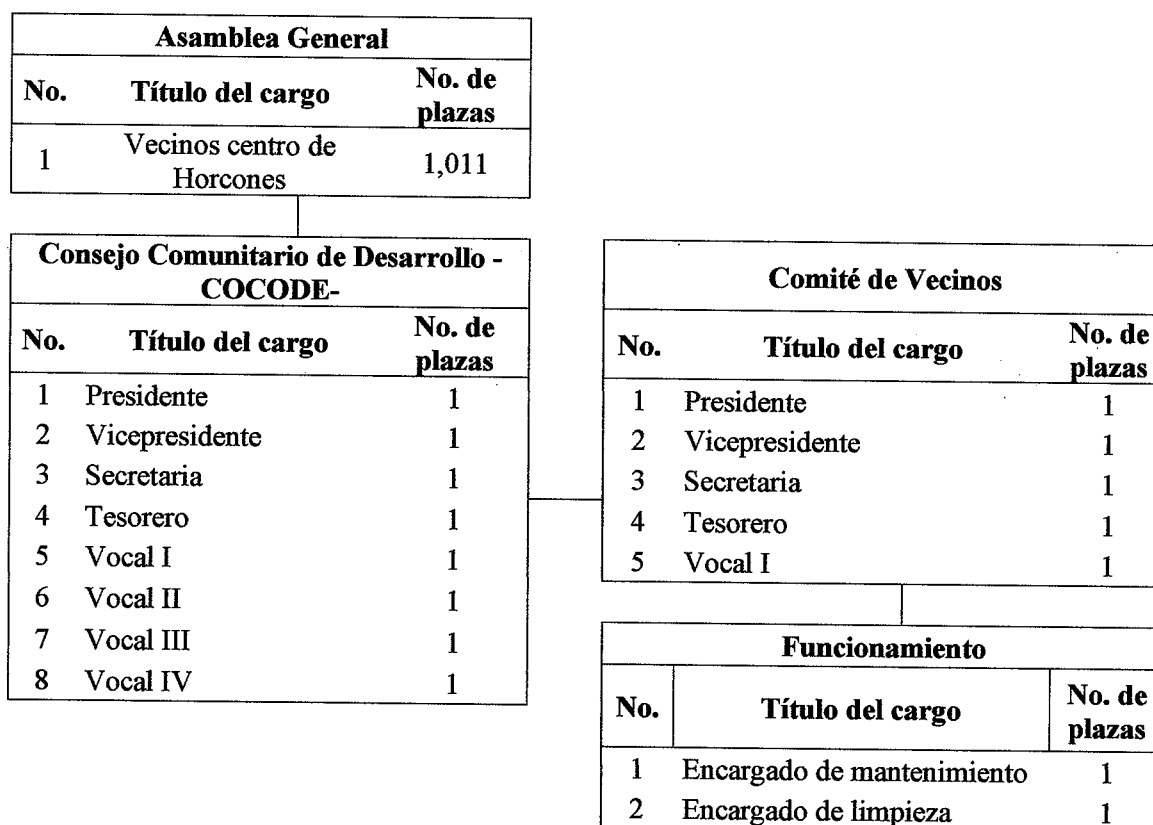 Asamblea General
No. Título del cargo No. de plazas
1 Vecinos centro de Horcones 1,011
Consejo Comunitario de Desarrollo -
COCODE-
No. Título del cargo No. de plazas
1 Presidente 1
2 Vicepresidente 1
3 Secretaria 1
4 Tesorero 1
5 Vocal I 1
6 Vocal II 1
7 Vocal III 1
8 Vocal IV 1
Comité de Vecinos
No. Título del cargo No. de plazas
1 Presidente 1
2 Vicepresidente 1
3 Secretaria 1
4 Tesorero 1
5 Vocal I 1
Funcionamiento
No. Título del cargo No. de plazas
1 Encargado de mantenimiento 1
2 Encargado de limpieza 1